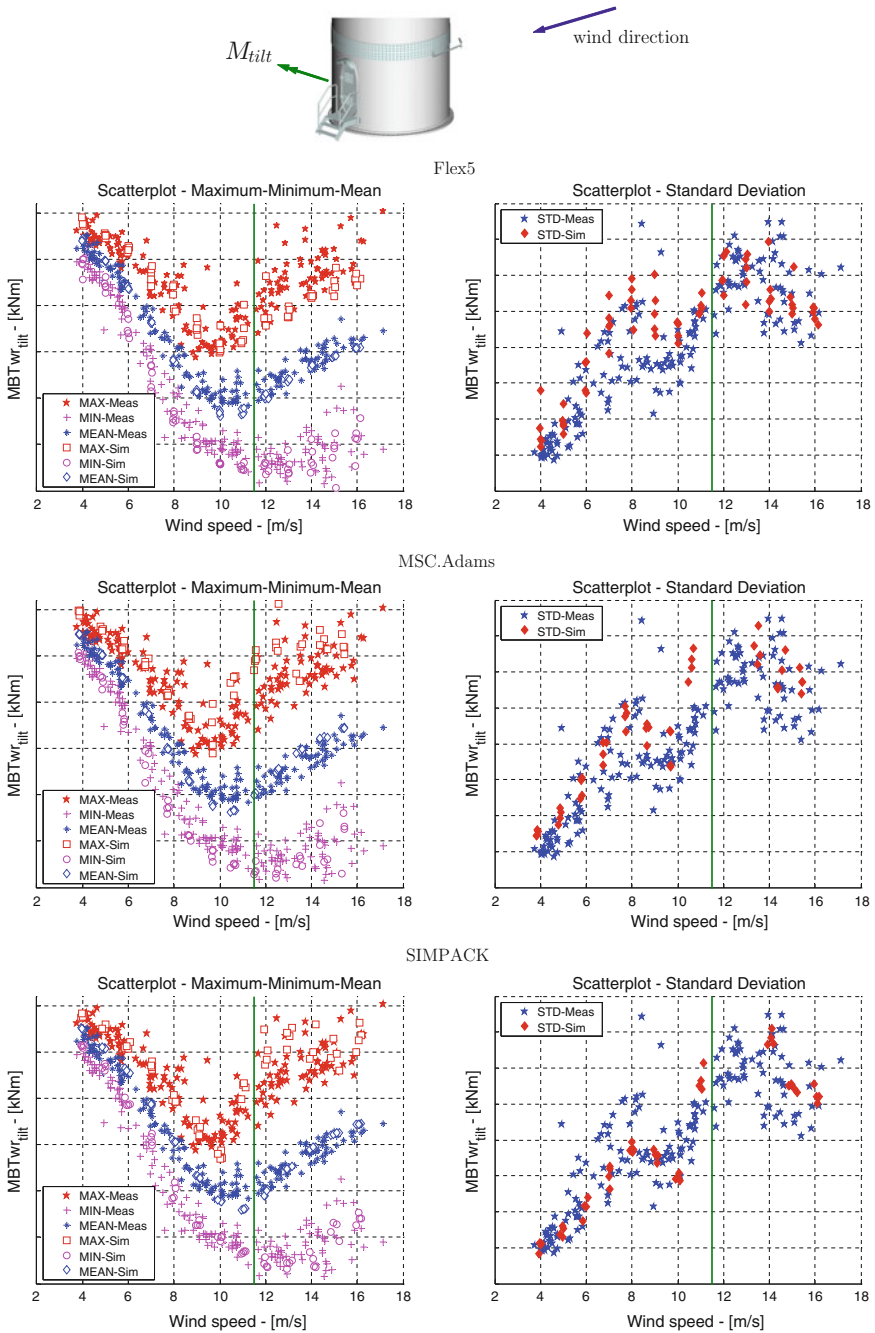 wind direction
M_tilt
Flex5
Scatterplot - Maximum-Minimum-Mean
MBTwr_tilt - [kNm]
MAX-Meas
MIN-Meas
MEAN-Meas
MAX-Sim
MIN-Sim
MEAN-Sim
2 4 6 8 10 12 14 16 18
Wind speed - [m/s]
Scatterplot - Standard Deviation
MBTwr_tilt - [kNm]
STD-Meas
STD-Sim
2 4 6 8 10 12 14 16 18
Wind speed - [m/s]
MSC.Adams
Scatterplot - Maximum-Minimum-Mean
MBTwr_tilt - [kNm]
MAX-Meas
MIN-Meas
MEAN-Meas
MAX-Sim
MIN-Sim
MEAN-Sim
2 4 6 8 10 12 14 16 18
Wind speed - [m/s]
Scatterplot - Standard Deviation
MBTwr_tilt - [kNm]
STD-Meas
STD-Sim
2 4 6 8 10 12 14 16 18
Wind speed - [m/s]
SIMPACK
Scatterplot - Maximum-Minimum-Mean
MBTwr_tilt - [kNm]
MAX-Meas
MIN-Meas
MEAN-Meas
MAX-Sim
MIN-Sim
MEAN-Sim
2 4 6 8 10 12 14 16 18
Wind speed - [m/s]
Scatterplot - Standard Deviation
MBTwr_tilt - [kNm]
STD-Meas
STD-Sim
2 4 6 8 10 12 14 16 18
Wind speed - [m/s]